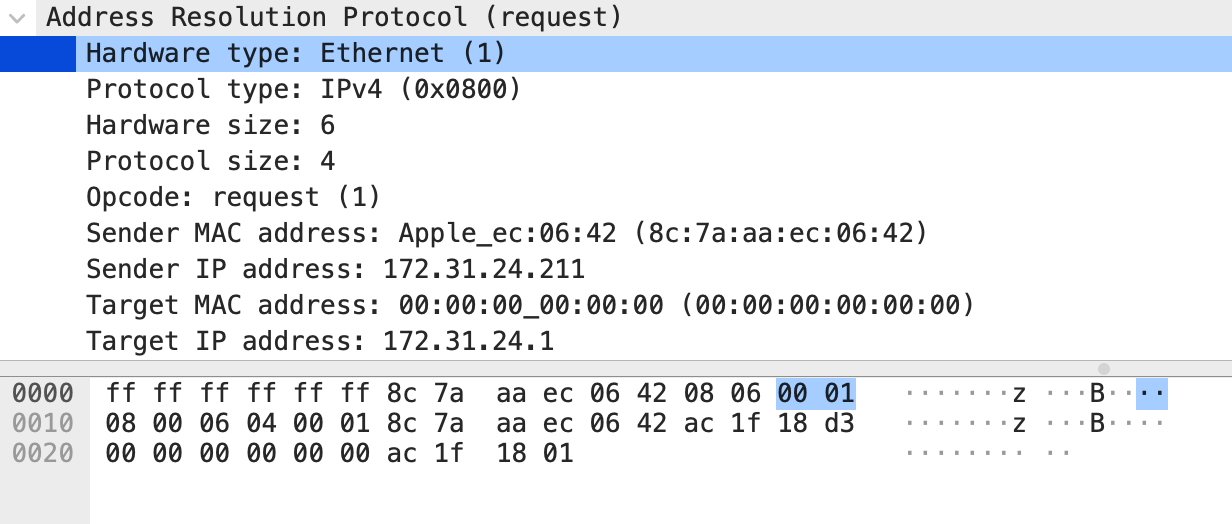 Address Resolution Protocol (request)
Hardware type: Ethernet (1)
Protocol type: IPv4 (0x0800)
Hardware size: 6
Protocol size: 4
Opcode: request (1)
Sender MAC address: Apple_ec:06:42 (8c:7a:aa:ec:06:42)
Sender IP address: 172.31.24.211
Target MAC address: 00:00:00_00:00:00 (00:00:00:00:00:00)
Target IP address: 172.31.24.1
0000 ff ff ff ff ff ff 8c 7a aa ec 06 42 08 06 00 01 ·······z ···B····
0010 08 00 06 04 00 01 8c 7a aa ec 06 42 ac 1f 18 d3 ·······z ···B····
0020 00 00 00 00 00 00 ac 1f 18 01 ········ ··